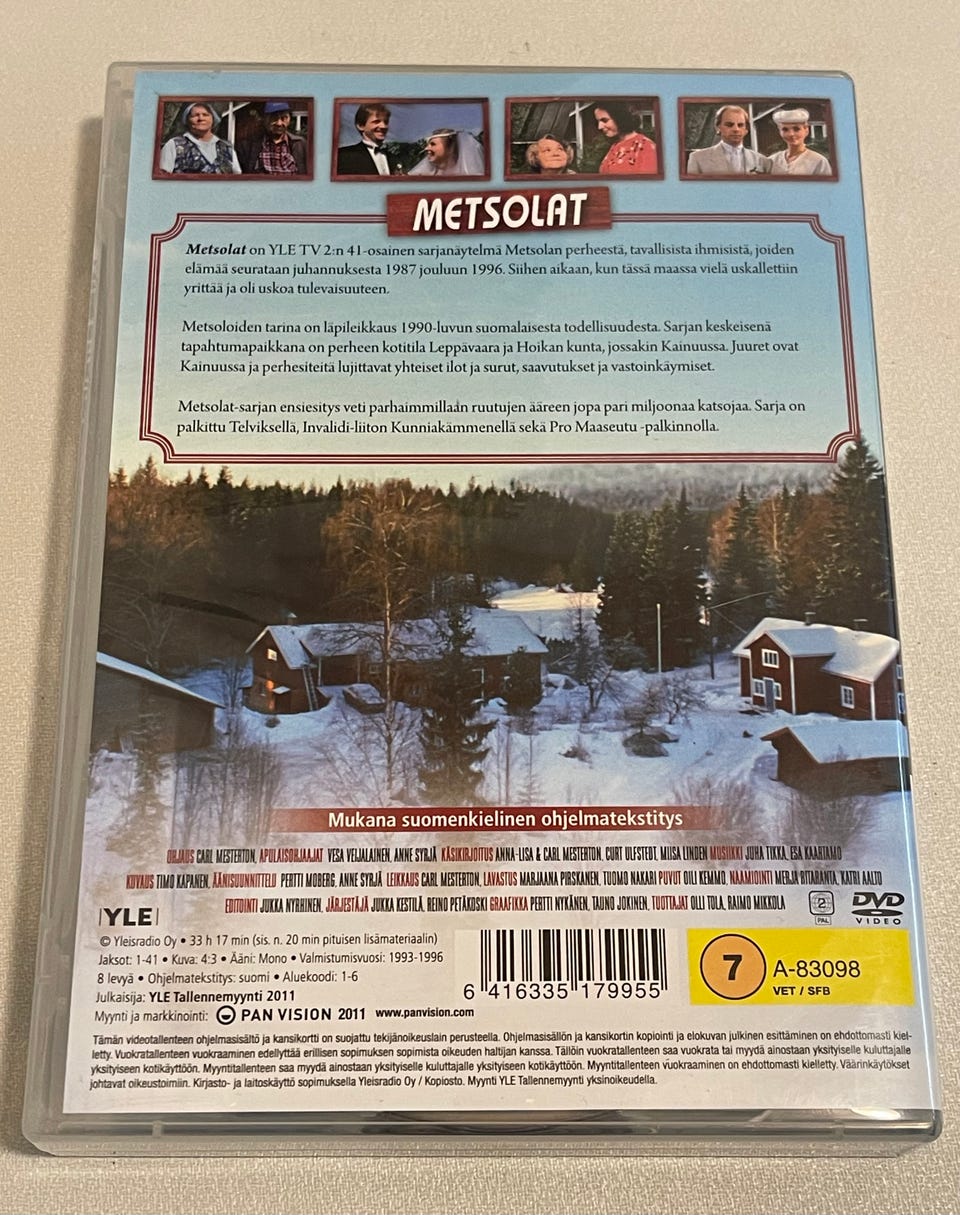 METSOLAT
Metsolat on YLE TV 2:n 41-osainen sarjanäytelmä Metsolan perheestä, tavallisista ihmisistä, joiden
elämää seurataan juhannuksesta 1987 jouluun 1996. Siihen aikaan, kun tässä maassa vielä uskallettiin
yrittää ja oli uskoa tulevaisuuteen.
Metsoloiden tarina on läpileikkaus 1990-luvun suomalaisesta todellisuudesta. Sarjan keskeisenä
tapahtumapaikkana on perheen kotitila Leppävaara ja Hoikan kunta, jossakin Kainuussa. Juuret ovat
Kainuussa ja perhesiteitä lujittavat yhteiset ilot ja surut, saavutukset ja vastoinkäymiset.
Metsolat-sarjan ensiesitys veti parhaimmillaan ruutujen ääreen jopa pari miljoonaa katsojaa. Sarja on
palkittu Telviksellä, Invalidi-liiton Kunniakämmenellä sekä Pro Maaseutu -palkinnolla.
Mukana suomenkielinen ohjelmatekstitys
OHJAUS CARL MESTERTON, APULAISOHJAAJAT VESA VEIJALAINEN, ANNE SYRJÄ KÄSIKIRJOITUS ANNA-LISA & CARL MESTERTON, CURT ULFSTEDT, MIISA LINDEN MUSIIKKI JUHA TIKKA, ESA KAARTAMO
KUVAUS TIMO KAPANEN, ÄÄNISUUNNITTELU PERTTI MOBERG, ANNE SYRJÄ LEIKKAUS CARL MESTERTON, LAVASTUS MARJAANA PIRSKANEN, TUOMO NAKARI PUVUT OILI KEMMO, NAAMIOINTI MERJA RITARANTA, KATRI AALTO
EDITOINTI JUKKA NYRHINEN, JÄRJESTÄJÄ JUKKA KESTILÄ, REINO PETÄKOSKI GRAAFIKKA PERTTI NYKÄNEN, TAUNO JOKINEN, TUOTTAJAT OLLI TOLA, RAIMO MIKKOLA
YLE
2
PAL
DVD
VIDEO
© Yleisradio Oy • 33 h 17 min (sis. n. 20 min pituisen lisämateriaalin)
Jaksot: 1-41 • Kuva: 4:3 • Ääni: Mono • Valmistumisvuosi: 1993-1996
8 levyä • Ohjelmatekstitys: suomi • Aluekoodi: 1-6
Julkaisija: YLE Tallennemyynti 2011
Myynti ja markkinointi: PAN VISION 2011 www.panvision.com
6 416335 179955
7
A-83098
VET / SFB
Tämän videotallenteen ohjelmasisältö ja kansikortti on suojattu tekijänoikeuslain perusteella. Ohjelmasisällön ja kansikortin kopiointi ja elokuvan julkinen esittäminen on ehdottomasti kiel-
letty. Vuokratallenteen vuokraaminen edellyttää erillisen sopimuksen sopimista oikeuden haltijan kanssa. Tällöin vuokratallenteen saa vuokrata tai myydä ainostaan yksityiselle kuluttajalle
yksityiseen kotikäyttöön. Myyntitallenteen saa myydä ainostaan yksityiselle kuluttajalle yksityiseen kotikäyttöön. Myyntitallenteen vuokraaminen on ehdottomasti kielletty. Väärinkäytökset
johtavat oikeustoimiin. Kirjasto- ja laitoskäyttö sopimuksella Yleisradio Oy / Kopiosto. Myynti YLE Tallennemyynti yksinoikeudella.